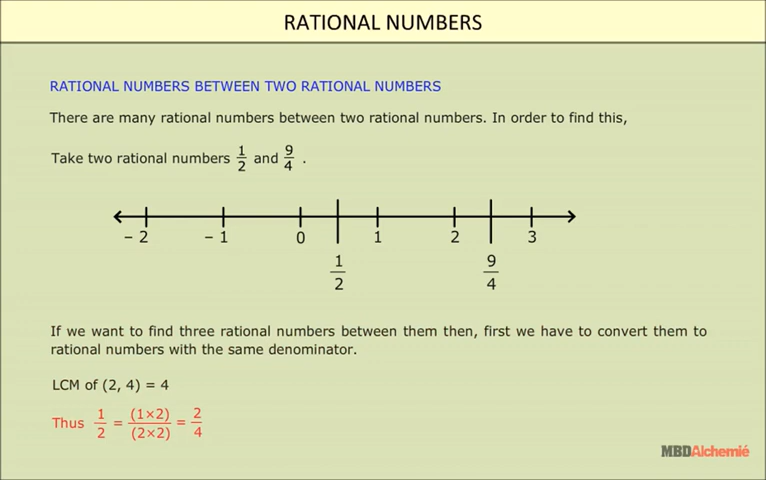 RATIONAL NUMBERS
RATIONAL NUMBERS BETWEEN TWO RATIONAL NUMBERS
There are many rational numbers between two rational numbers. In order to find this,
Take two rational numbers 1/2 and 9/4 .
– 2 – 1 0 1 2 3
1/2 9/4
If we want to find three rational numbers between them then, first we have to convert them to
rational numbers with the same denominator.
LCM of (2, 4) = 4
Thus 1/2 = (1×2)/(2×2) = 2/4
MBDAlchemié